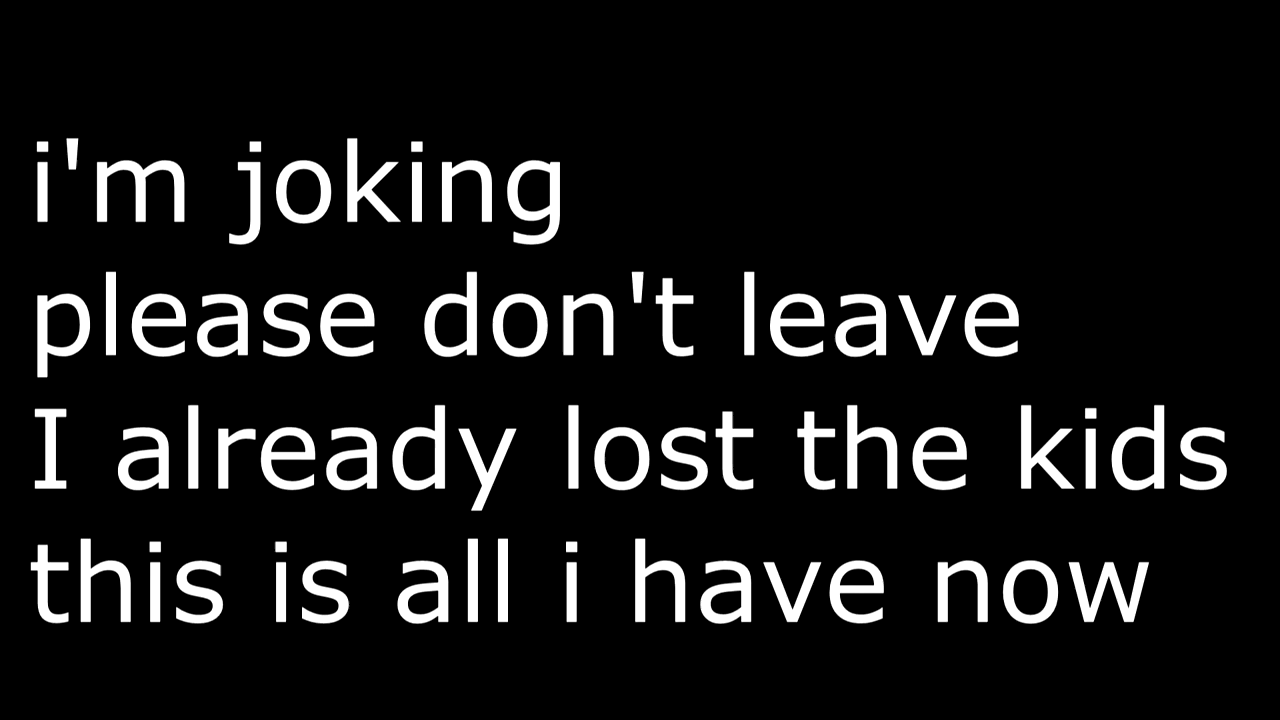 i'm joking
please don't leave
I already lost the kids
this is all i have now